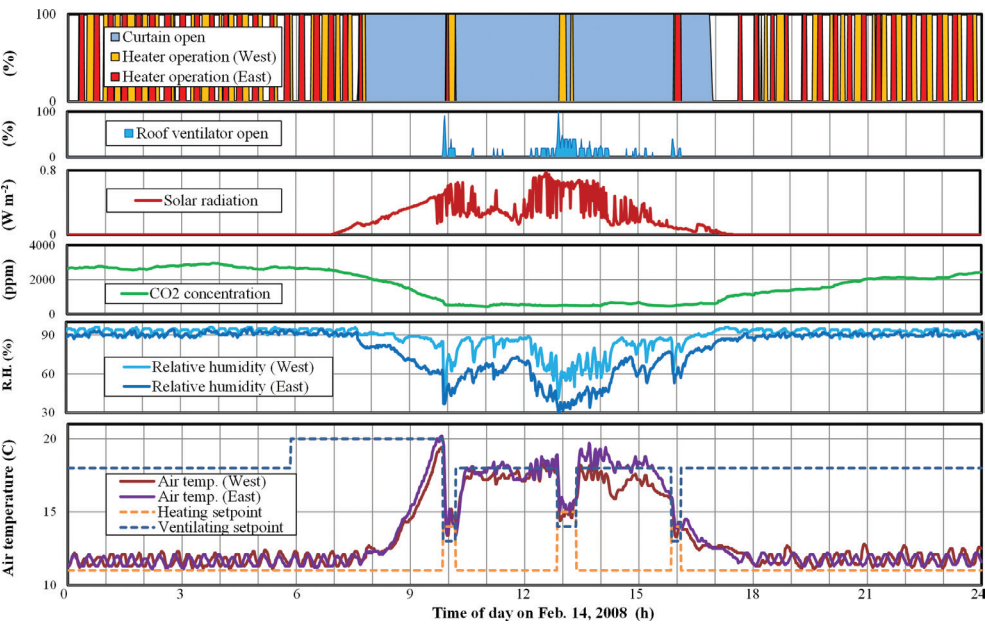 100
(%)
0
Curtain open
Heater operation (West)
Heater operation (East)
100
(%)
0
Roof ventilator open
0.8
(W m-2)
0
Solar radiation
4000
2000
0
(ppm)
CO2 concentration
90
60
30
R.H. (%)
Relative humidity (West)
Relative humidity (East)
20
15
10
Air temperature (C)
Air temp. (West)
Air temp. (East)
Heating setpoint
Ventilating setpoint
0 3 6 9 12 15 18 21 24
Time of day on Feb. 14, 2008 (h)